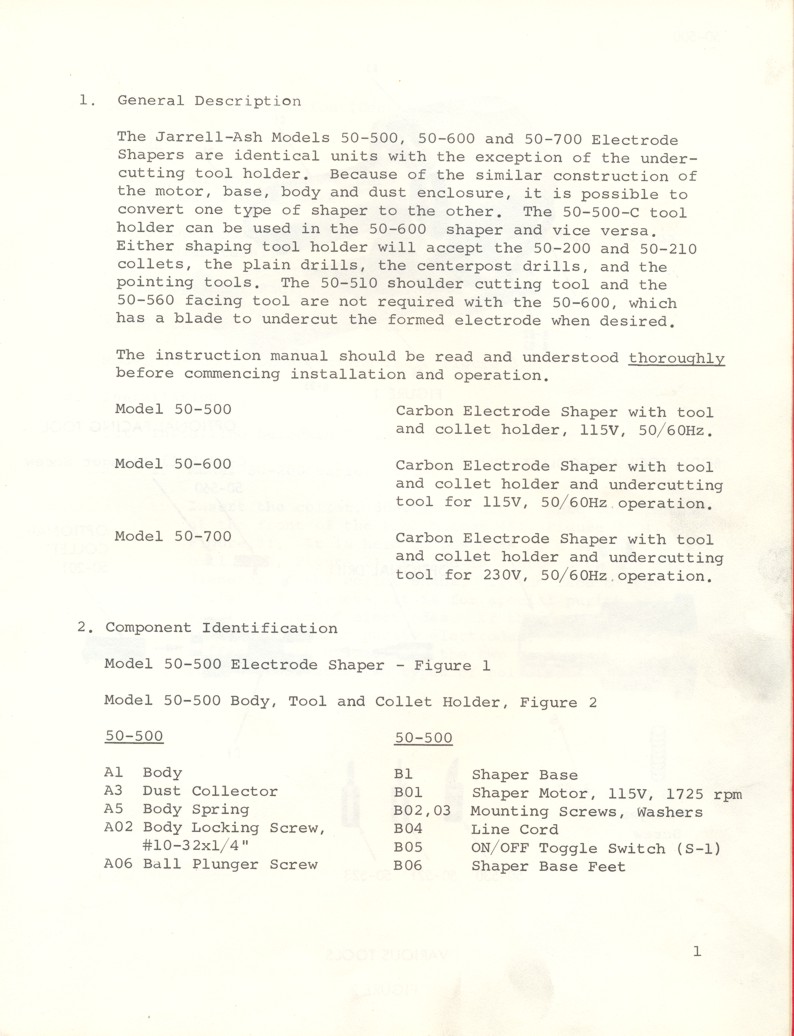 1. General Description
The Jarrell-Ash Models 50-500, 50-600 and 50-700 Electrode
Shapers are identical units with the exception of the under-
cutting tool holder. Because of the similar construction of
the motor, base, body and dust enclosure, it is possible to
convert one type of shaper to the other. The 50-500-C tool
holder can be used in the 50-600 shaper and vice versa.
Either shaping tool holder will accept the 50-200 and 50-210
collets, the plain drills, the centerpost drills, and the
pointing tools. The 50-510 shoulder cutting tool and the
50-560 facing tool are not required with the 50-600, which
has a blade to undercut the formed electrode when desired.
The instruction manual should be read and understood thoroughly
before commencing installation and operation.
Model 50-500 Carbon Electrode Shaper with tool
and collet holder, 115V, 50/60Hz.
Model 50-600 Carbon Electrode Shaper with tool
and collet holder and undercutting
tool for 115V, 50/60Hz.operation.
Model 50-700 Carbon Electrode Shaper with tool
and collet holder and undercutting
tool for 230V, 50/60Hz.operation.
2. Component Identification
Model 50-500 Electrode Shaper - Figure 1
Model 50-500 Body, Tool and Collet Holder, Figure 2
50-500 50-500
A1 Body B1 Shaper Base
A3 Dust Collector B01 Shaper Motor, 115V, 1725 rpm
A5 Body Spring B02,03 Mounting Screws, Washers
A02 Body Locking Screw, B04 Line Cord
#10-32x1/4" B05 ON/OFF Toggle Switch (S-1)
A06 Ball Plunger Screw B06 Shaper Base Feet
1